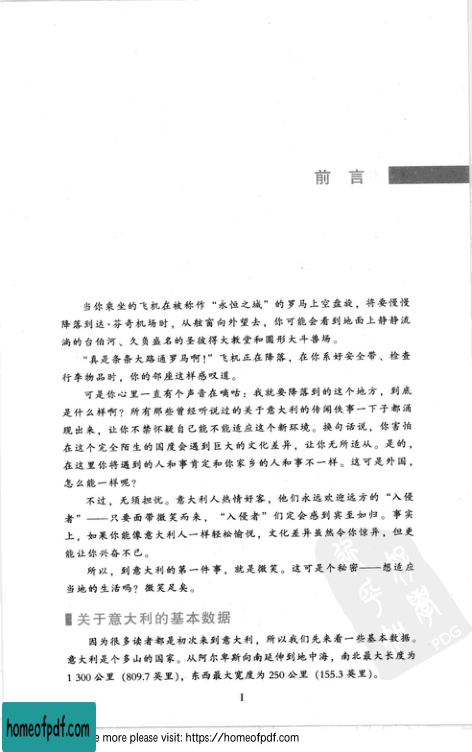 前 言
当你乘坐的飞机在被称作“永恒之城”的罗马上空盘旋，将要慢慢
降落到达·芬奇机场时，从舷窗向外望去，你可能会看到地面上静静流
淌的台伯河、久负盛名的圣彼得大教堂和圆形大斗兽场。
“真是条条大路通罗马啊！”飞机正在降落，在你系好安全带、检查
行李物品时，你的邻座这样感叹道。
可是你心里一直有个声音在嘀咕：我就要降落到的这个地方，到底
是什么样啊？所有那些曾经听说过的关于意大利的传闻佚事一下子都涌
现出来，让你不禁怀疑自己能不能适应这个新环境。换句话说，你害怕
在这个完全陌生的国度会遇到巨大的文化差异，让你无所适从。是的，
在这里你将遇到的人和事肯定和你家乡的人和事不一样。这可是外国，
怎么能一样呢？
不过，无须担忧。意大利人热情好客，他们永远欢迎远方的“入侵
者”——只要面带微笑而来，“入侵者”们定会感到宾至如归。事实
上，如果你能像意大利人一样轻松愉悦，文化差异虽然令你惊异，但更
能让你兴奋不已。
所以，到意大利的第一件事，就是微笑。这可是个秘密——想适应
当地的生活吗？微笑足矣。
关于意大利的基本数据
因为很多读者都是初次来到意大利，所以我们先来看一些基本数据。
意大利是个多山的国家。从阿尔卑斯向南延伸到地中海，南北最大长度为
1 300 公里（809.7 英里），东西最大宽度为 250 公里（155.3 英里）。
PDG
I
homeofpdf.com
e more please visit: https://homeofpdf.com